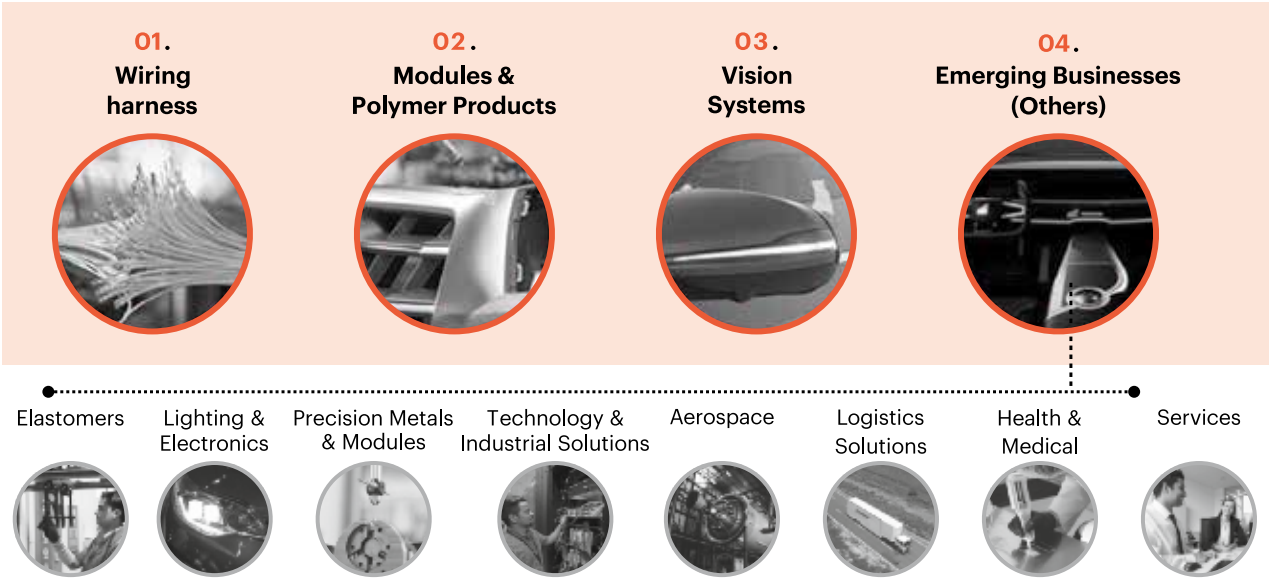 01.
Wiring
harness
02.
Modules &
Polymer Products
03.
Vision
Systems
04.
Emerging Businesses
(Others)
Elastomers
Lighting &
Electronics
Precision Metals
& Modules
Technology &
Industrial Solutions
Aerospace
Logistics
Solutions
Health &
Medical
Services